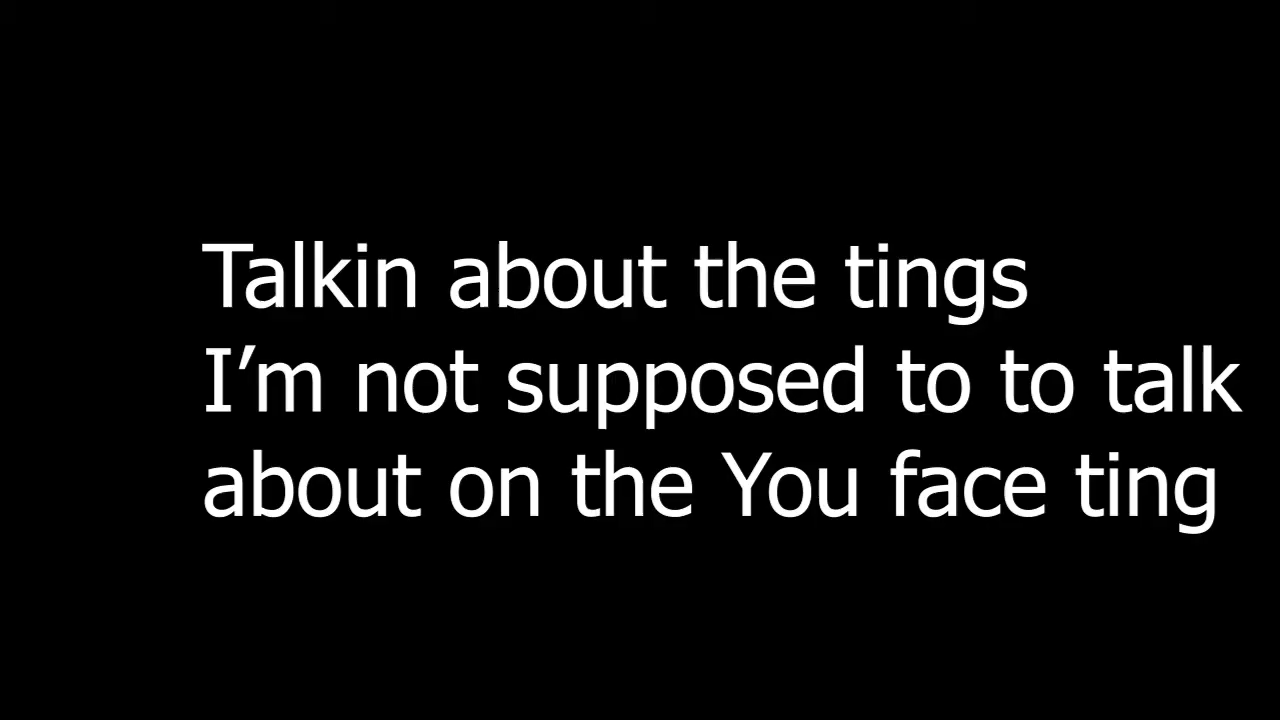 Talkin about the tings
I’m not supposed to to talk
about on the You face ting